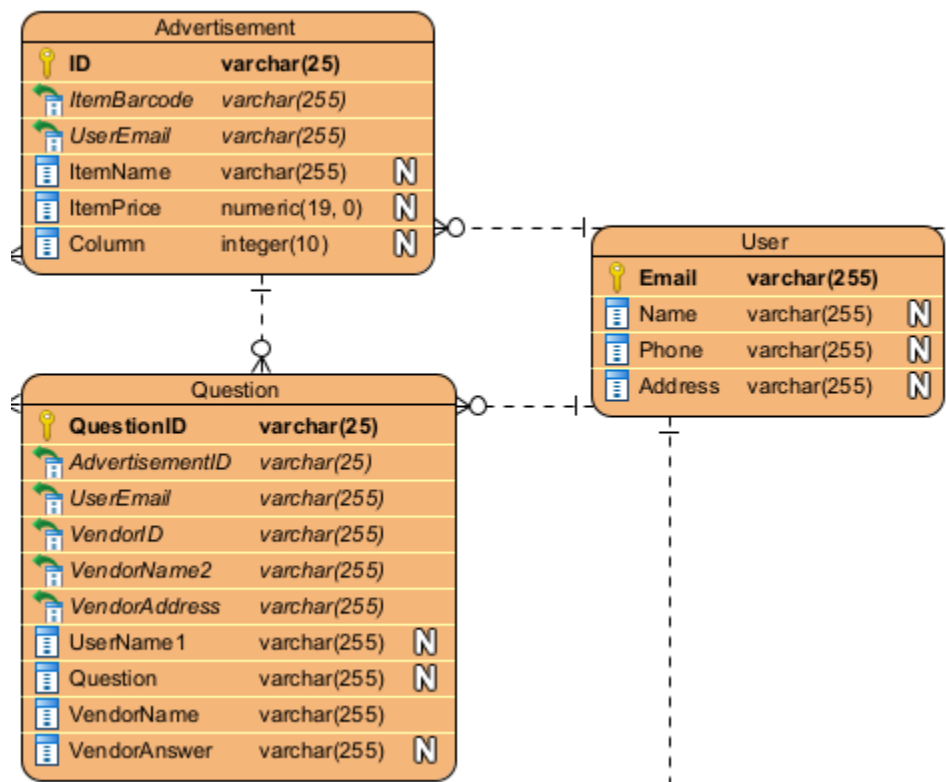 Advertisement
ID varchar(25)
ItemBarcode varchar(255)
UserEmail varchar(255)
ItemName varchar(255) N
ItemPrice numeric(19, 0) N
Column integer(10) N
User
Email varchar(255)
Name varchar(255) N
Phone varchar(255) N
Address varchar(255) N
Question
QuestionID varchar(25)
AdvertisementID varchar(25)
UserEmail varchar(255)
VendorID varchar(255)
VendorName2 varchar(255)
VendorAddress varchar(255)
UserName1 varchar(255) N
Question varchar(255) N
VendorName varchar(255)
VendorAnswer varchar(255) N